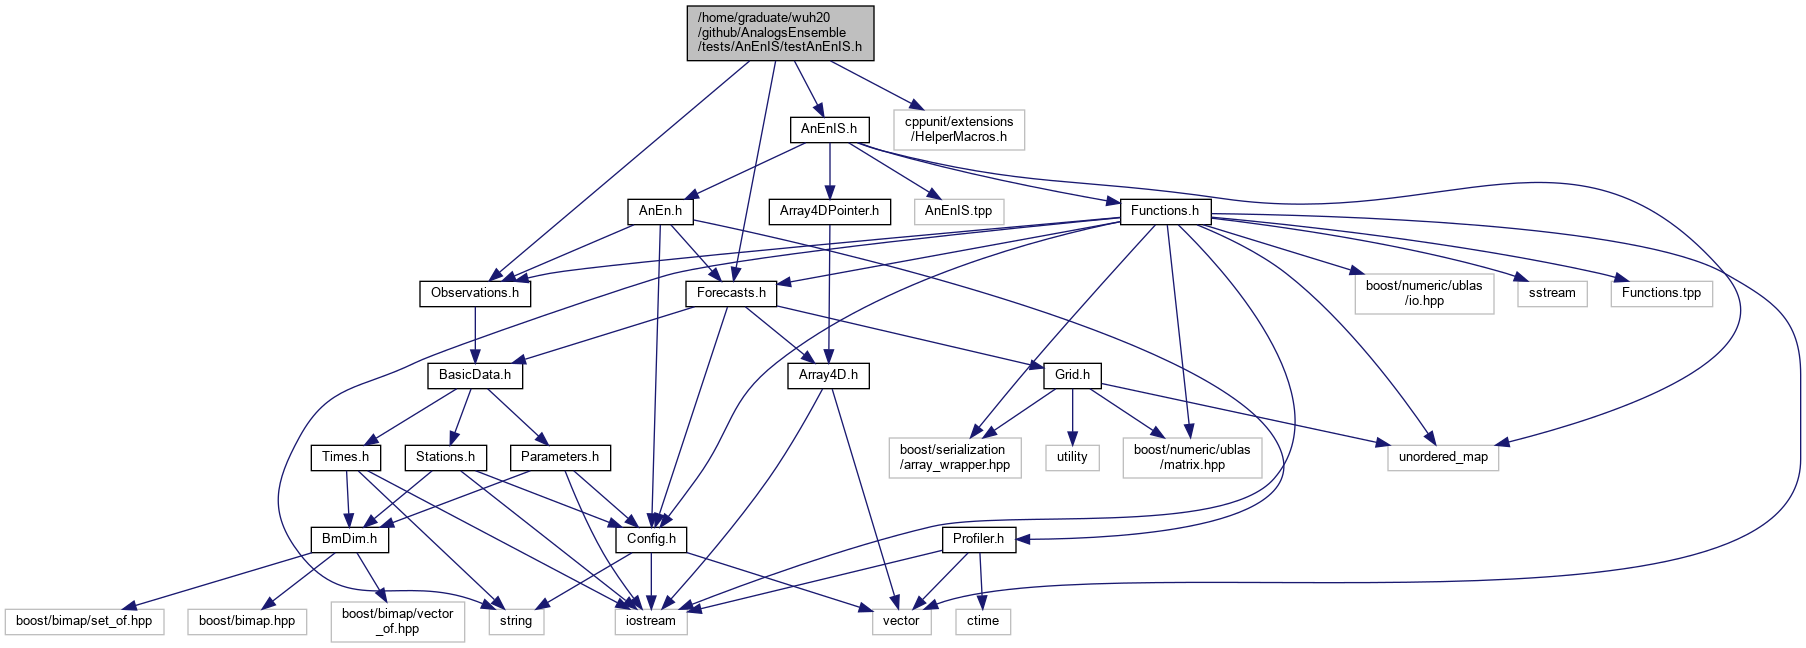 /home/graduate/wuh20
/github/AnalogsEnsemble
/tests/AnEnIS/testAnEnIS.h
AnEnIS.h
cppunit/extensions
/HelperMacros.h
AnEn.h
Array4DPointer.h
AnEnIS.tpp
Functions.h
Observations.h
Forecasts.h
boost/numeric/ublas
/io.hpp
sstream
Functions.tpp
BasicData.h
Array4D.h
Grid.h
Times.h
Stations.h
Parameters.h
boost/serialization
/array_wrapper.hpp
utility
boost/numeric/ublas
/matrix.hpp
unordered_map
BmDim.h
Config.h
Profiler.h
boost/bimap/set_of.hpp
boost/bimap.hpp
boost/bimap/vector
_of.hpp
string
iostream
vector
ctime